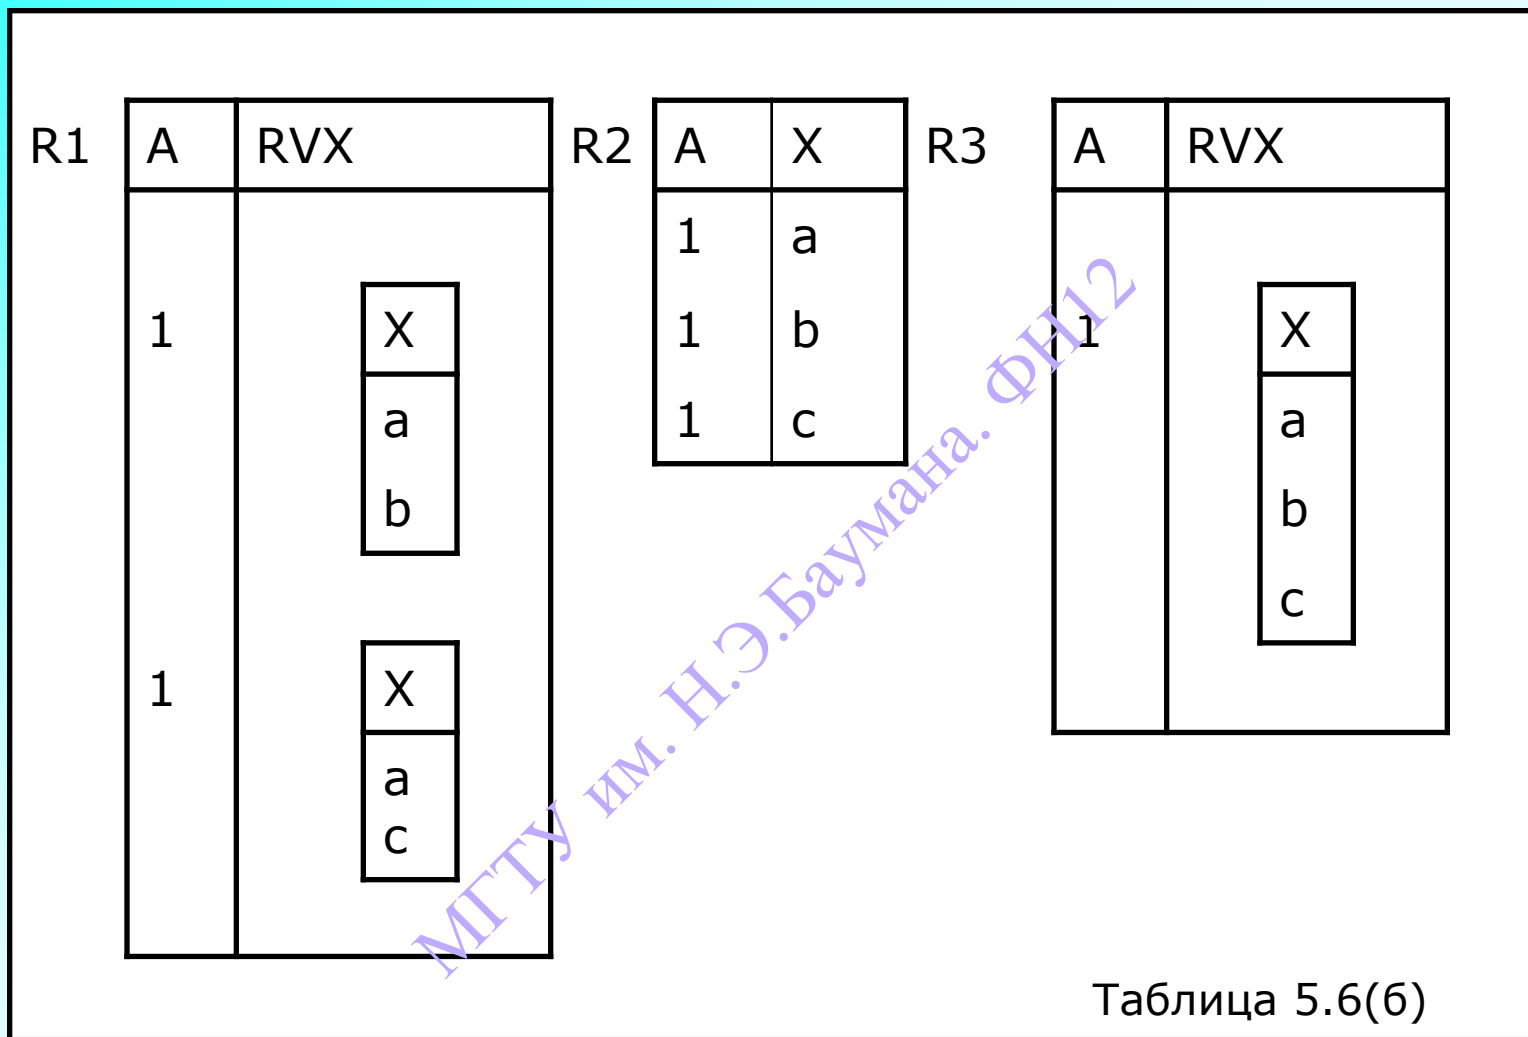 R1 A RVX R2 A X R3 A RVX
1 a
1 X 1 b 1 X
a 1 c a
b b
c
1 X
a
c
МГТУ им. Н.Э.Баумана. ФН12
Таблица 5.6(б)